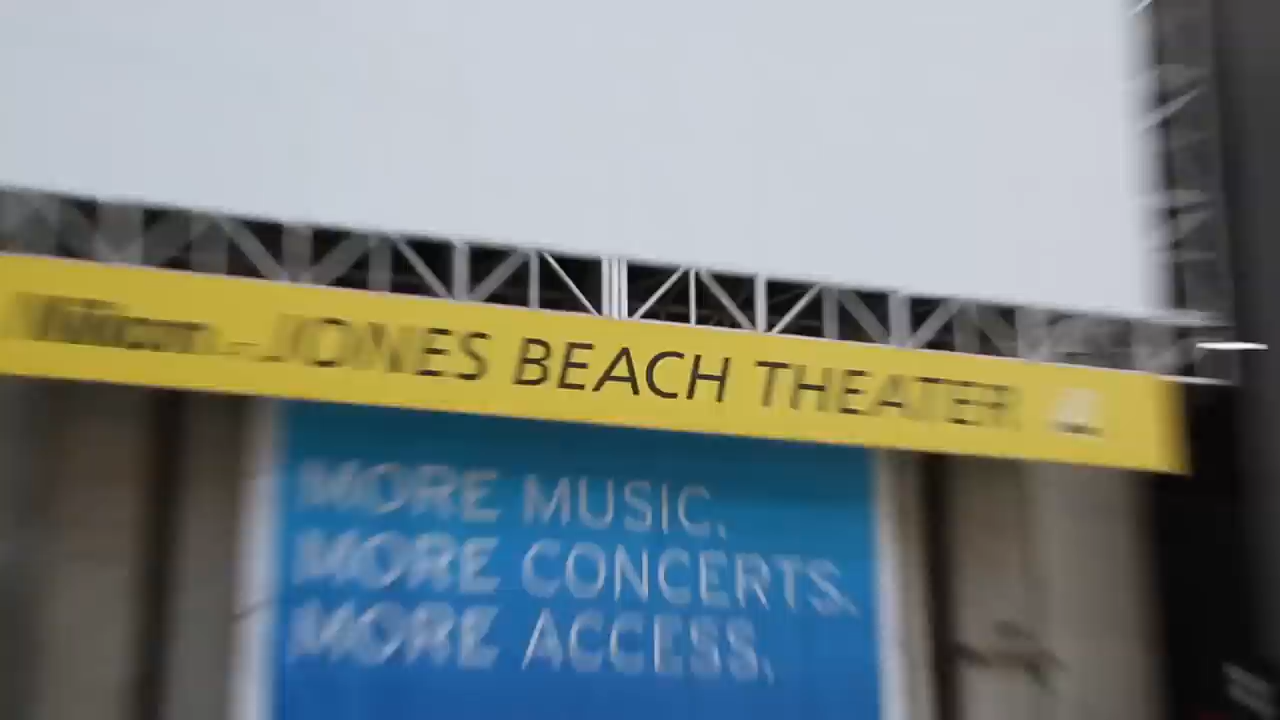 JONES BEACH THEATER
MORE MUSIC.
MORE CONCERTS.
MORE ACCESS.